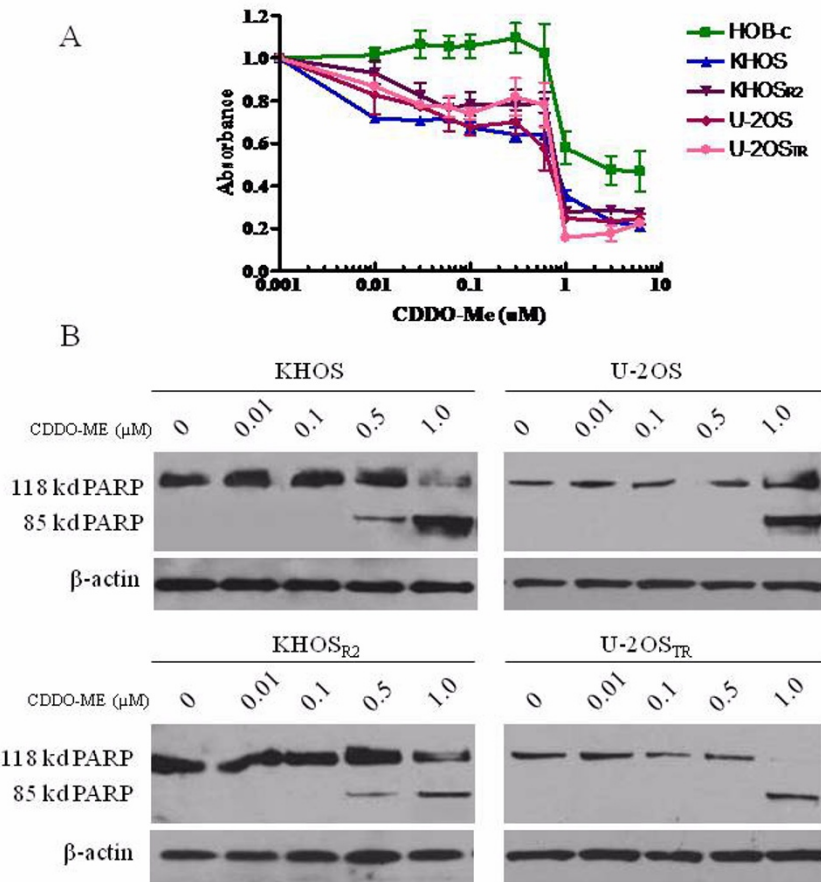 A
1.2
1.0
0.8
0.6
0.4
0.2
0.0
Absorbance
0.001 0.01 0.1 1 10
CDDO-Me (uM)
HOB-c
KHOS
KHOSR2
U-2OS
U-2OSTR
B
KHOS U-2OS
CDDO-ME (μM) 0 0.01 0.1 0.5 1.0 0 0.01 0.1 0.5 1.0
118 kd PARP
85 kd PARP
β-actin
KHOSR2 U-2OSTR
CDDO-ME (μM) 0 0.01 0.1 0.5 1.0 0 0.01 0.1 0.5 1.0
118 kd PARP
85 kd PARP
β-actin